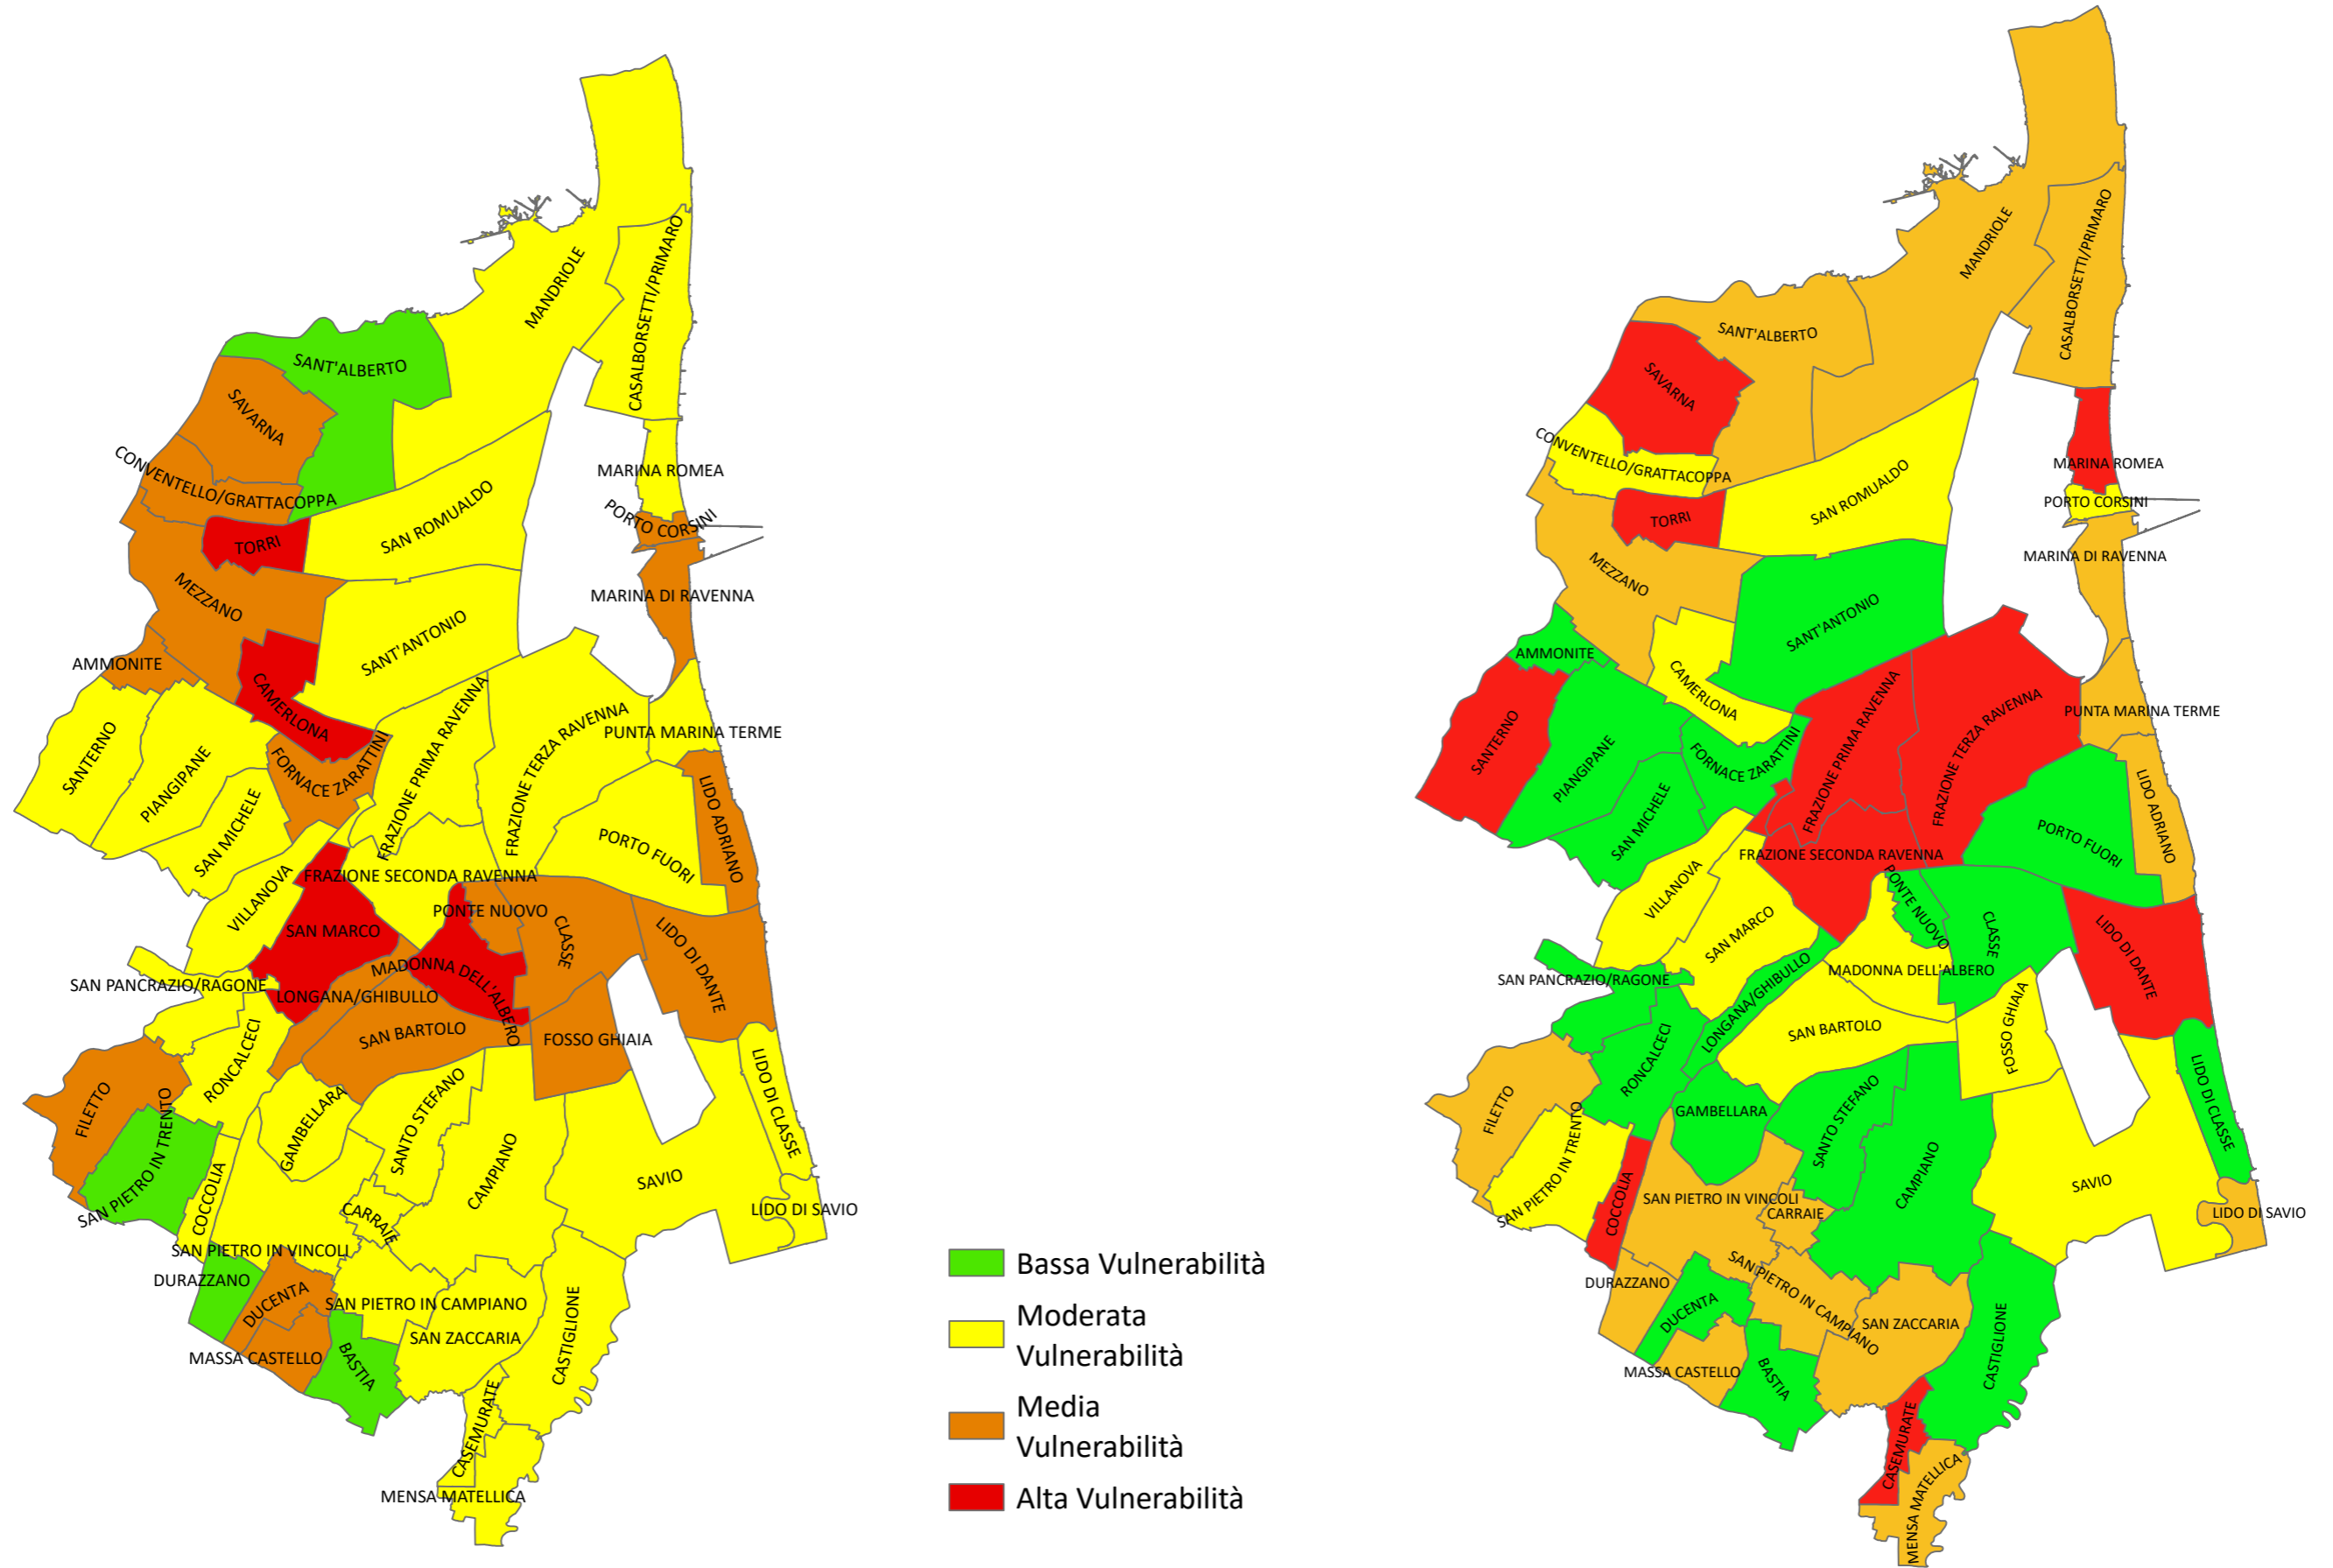 MANDRIOLE
CASALBORSETTI/PRIMARO
SANT'ALBERTO
SAVARNA
CONVENTELLO/GRATTACOPPA
MARINA ROMEA
SAN ROMUALDO
PORTO CORSINI
TORRI
MEZZANO
MARINA DI RAVENNA
SANT'ANTONIO
AMMONITE
CAMERLONA
FRAZIONE PRIMA RAVENNA
FRAZIONE TERZA RAVENNA
PUNTA MARINA TERME
SANTERNO
PIANGIPANE
FORNACE ZARATTINI
SAN MICHELE
LIDO ADRIANO
PORTO FUORI
FRAZIONE SECONDA RAVENNA
VILLANOVA
PONTE NUOVO
SAN MARCO
CLASSE
LIDO DI DANTE
MADONNA DELL'ALBERO
SAN PANCRAZIO/RAGONE
LONGANA/GHIBULLO
SAN BARTOLO
FOSSO GHIAIA
RONCALCECI
FILETTO
LIDO DI CLASSE
GAMBELLARA
SANTO STEFANO
SAN PIETRO IN TRENTO
CAMPIANO
SAVIO
COCCOLIA
CARRAIE
LIDO DI SAVIO
SAN PIETRO IN VINCOLI
DURAZZANO
DUCENTA
SAN PIETRO IN CAMPIANO
SAN ZACCARIA
CASTIGLIONE
MASSA CASTELLO
BASTIA
CASEMURATE
MENSA MATELLICA
Bassa Vulnerabilità
Moderata
Vulnerabilità
Media
Vulnerabilità
Alta Vulnerabilità
MANDRIOLE
CASALBORSETTI/PRIMARO
SANT'ALBERTO
SAVARNA
CONVENTELLO/GRATTACOPPA
MARINA ROMEA
SAN ROMUALDO
PORTO CORSINI
TORRI
MARINA DI RAVENNA
MEZZANO
SANT'ANTONIO
AMMONITE
CAMERLONA
FRAZIONE PRIMA RAVENNA
FRAZIONE TERZA RAVENNA
PUNTA MARINA TERME
SANTERNO
PIANGIPANE
FORNACE ZARATTINI
SAN MICHELE
LIDO ADRIANO
PORTO FUORI
FRAZIONE SECONDA RAVENNA
VILLANOVA
PONTE NUOVO
SAN MARCO
CLASSE
LIDO DI DANTE
MADONNA DELL'ALBERO
SAN PANCRAZIO/RAGONE
LONGANA/GHIBULLO
SAN BARTOLO
FOSSO GHIAIA
RONCALCECI
FILETTO
LIDO DI CLASSE
GAMBELLARA
SANTO STEFANO
SAN PIETRO IN TRENTO
CAMPIANO
SAVIO
COCCOLIA
SAN PIETRO IN VINCOLI
CARRAIE
LIDO DI SAVIO
DURAZZANO
DUCENTA
SAN PIETRO IN CAMPIANO
SAN ZACCARIA
CASTIGLIONE
MASSA CASTELLO
BASTIA
CASEMURATE
MENSA MATELLICA